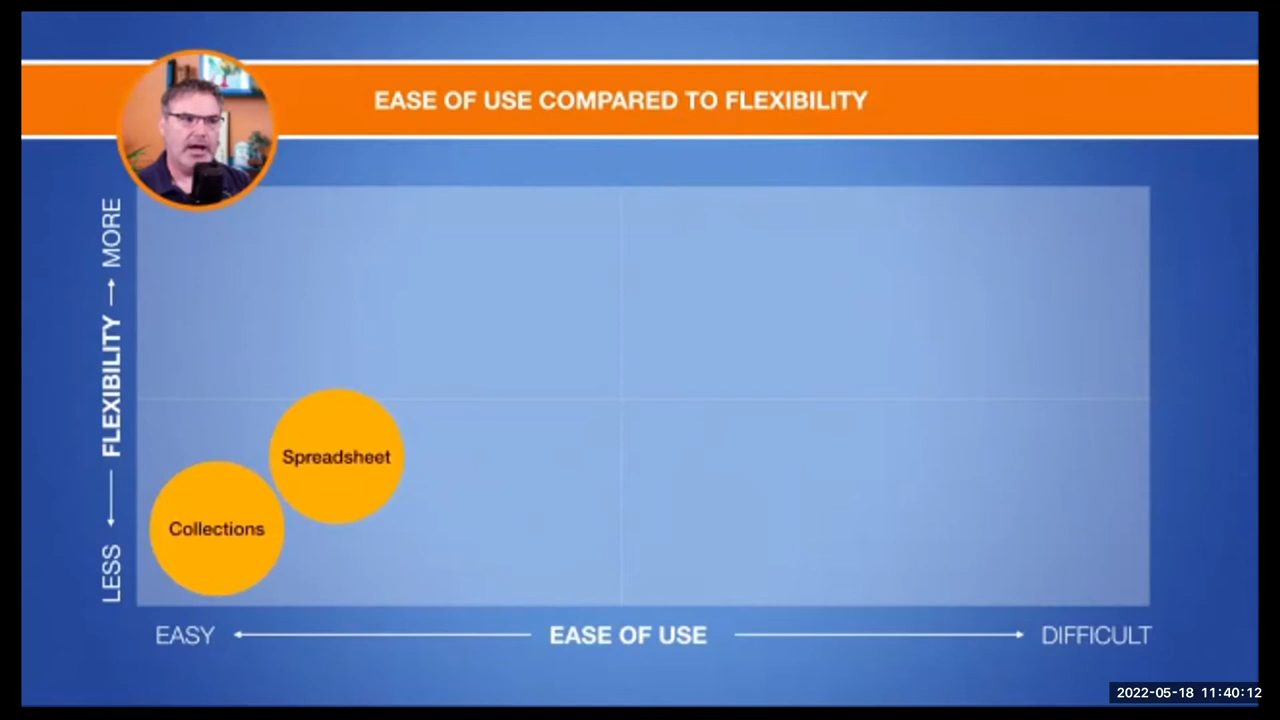 EASE OF USE COMPARED TO FLEXIBILITY
LESS FLEXIBILITY MORE
Spreadsheet
Collections
EASY EASE OF USE DIFFICULT
2022-05-18 11:40:12